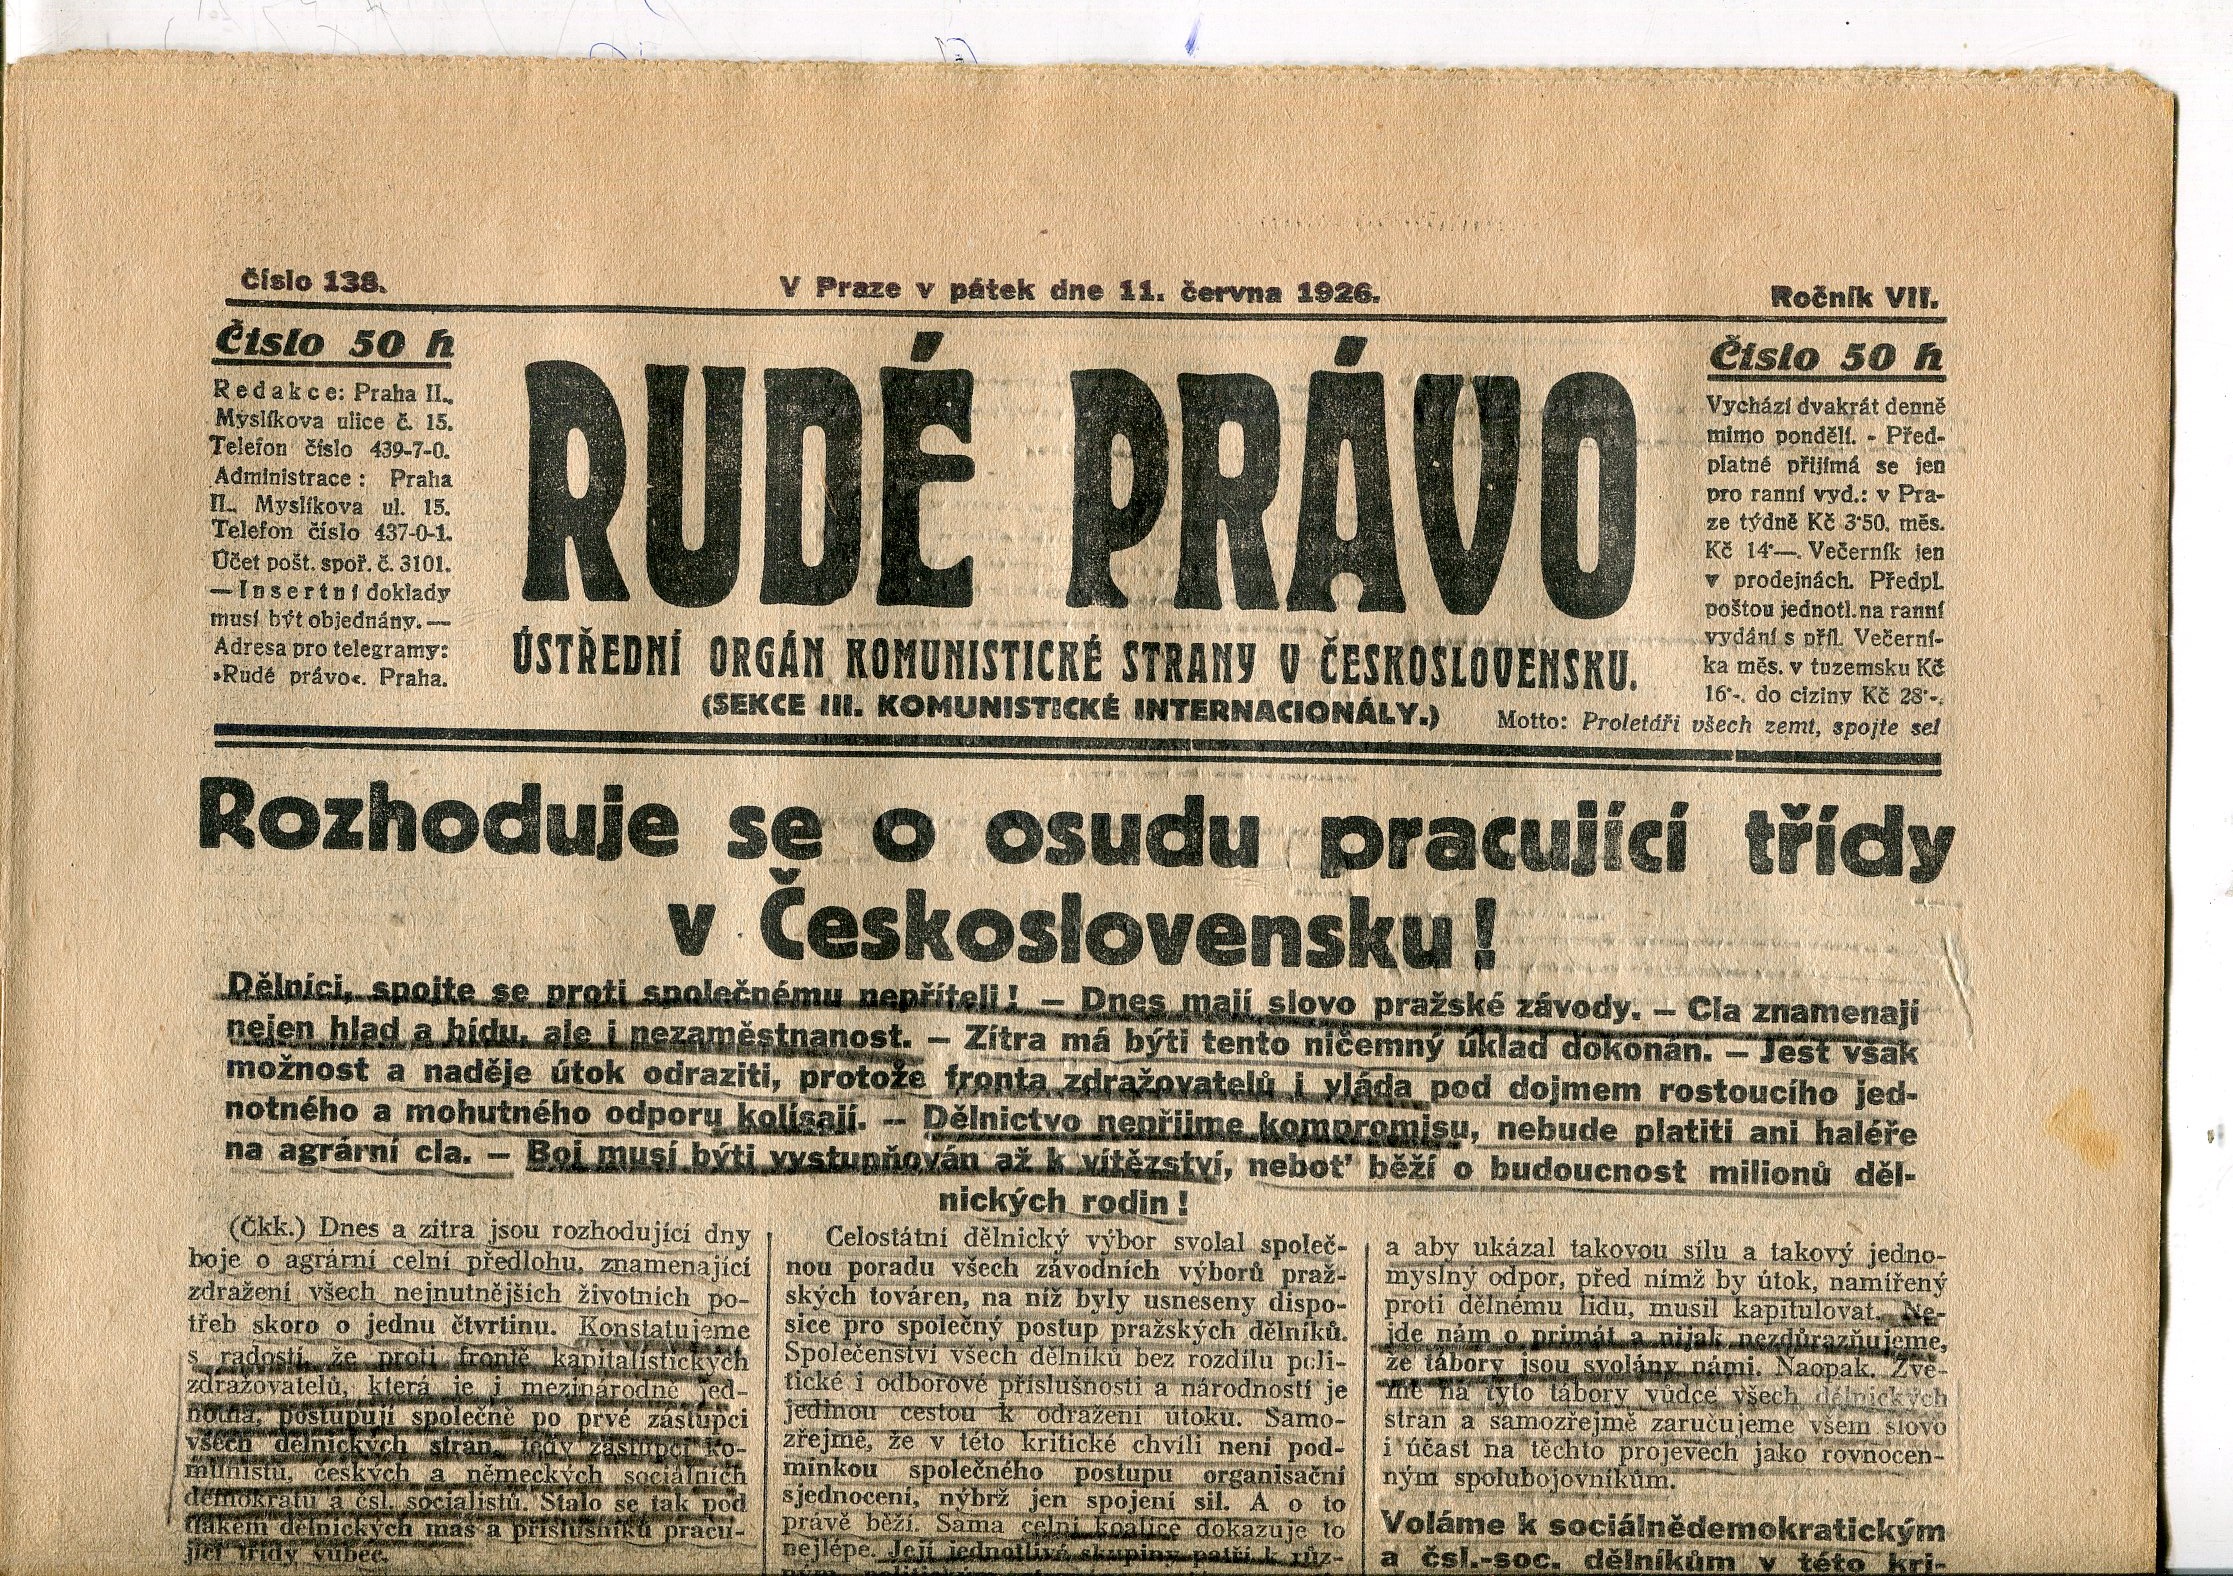 Číslo 138.
V Praze v pátek dne 11. června 1926.
Ročník VII.
Číslo 50 h
Redakce: Praha II.,
Myslíkova ulice č. 15.
Telefon číslo 439-7-0.
Administrace: Praha
II., Myslíkova ul. 15.
Telefon číslo 437-0-1.
Účet pošt. spoř. č. 3101.
—Insertní doklady
musí být objednány.—
Adresa pro telegramy:
»Rudé právo«. Praha.
RUDÉ PRÁVO
ÚSTŘEDNÍ ORGÁN KOMUNISTICKÉ STRANY V ČESKOSLOVENSKU.
(SEKCE III. KOMUNISTICKÉ INTERNACIONÁLY.)
Číslo 50 h
Vychází dvakrát denně
mimo pondělí. - Před-
platné přijímá se jen
pro ranní vyd.: v Pra-
ze týdně Kč 3·50, měs.
Kč 14·—. Večerník jen
v prodejnách. Předpl.
poštou jednotl. na ranní
vydání s příl. Večerní-
ka měs. v tuzemsku Kč
16·-, do ciziny Kč 28·-.
Motto: Proletáři všech zemí, spojte se!
Rozhoduje se o osudu pracující třídy
v Československu!
Dělníci, spojte se proti společnému nepříteli! — Dnes mají slovo pražské závody. — Cla znamenají
nejen hlad a bídu, ale i nezaměstnanost. — Zítra má býti tento ničemný úklad dokonán. — Jest však
možnost a naděje útok odraziti, protože fronta zdražovatelů i vláda pod dojmem rostoucího jed-
notného a mohutného odporu kolísají. — Dělnictvo nepřijme kompromisu, nebude platiti ani haléře
na agrární cla. — Boj musí býti vystupňován až k vítězství, neboť běží o budoucnost milionů děl-
nických rodin!
(Čkk.) Dnes a zítra jsou rozhodující dny
boje o agrární celní předlohu, znamenající
zdražení všech nejnutnějších životních po-
třeb skoro o jednu čtvrtinu. Konstatujeme
s radostí, že proti frontě kapitalistických
zdražovatelů, která je i mezinárodně jed-
notná, postupují společně po prvé zástupci
všech dělnických stran, tedy zástupci ko-
munistů, českých a německých sociálních
demokratů a čsl. socialistů. Stalo se tak pod
tlakem dělnických mas a příslušníků pracu-
jící třídy vůbec.
Celostátní dělnický výbor svolal společ-
nou poradu všech závodních výborů praž-
ských továren, na níž byly usneseny dispo-
sice pro společný postup pražských dělníků.
Společenství všech dělníků bez rozdílu poli-
tické i odborové příslušnosti a národností je
jedinou cestou k odražení útoku. Samo-
zřejmě, že v této kritické chvíli není pod-
mínkou společného postupu organisační
sjednocení, nýbrž jen spojení sil. A o to
právě běží. Sama celní koalice dokazuje to
nejlépe. Její jednotlivé skupiny patří k růz-
ným
a aby ukázal takovou sílu a takový jedno-
myslný odpor, před nímž by útok, namířený
proti dělnému lidu, musil kapitulovat. Ne-
jde nám o primát a nijak nezdůrazňujeme,
že tábory jsou svolány námi. Naopak. Zve-
me na tyto tábory vůdce všech dělnických
stran a samozřejmě zaručujeme všem slovo
i účast na těchto projevech jako rovnocen-
ným spolubojovníkům.
Voláme k sociálnědemokratickým
a čsl.-soc. dělníkům v této kri-